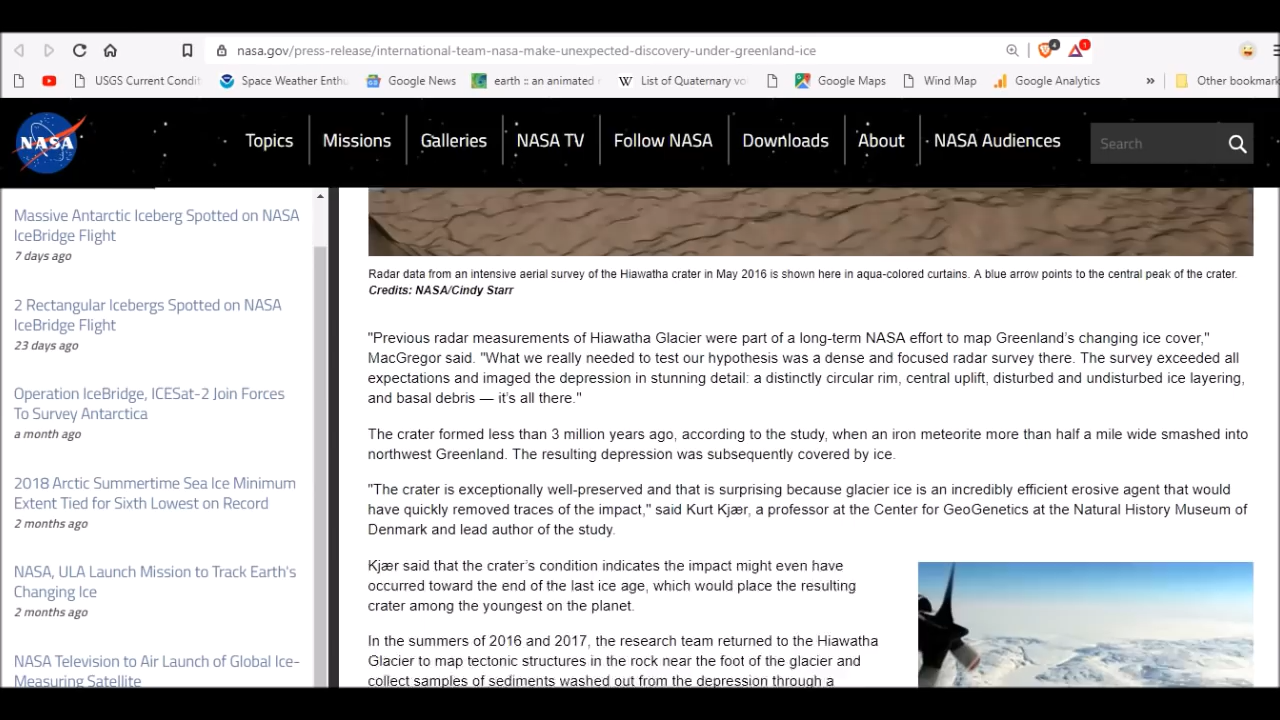 nasa.gov/press-release/international-team-nasa-make-unexpected-discovery-under-greenland-ice
4
1
USGS Current Condit
Space Weather Enthu
Google News
earth :: an animated
List of Quaternary vo
Google Maps
Wind Map
Google Analytics
»
Other bookmark
NASA
Topics
Missions
Galleries
NASA TV
Follow NASA
Downloads
About
NASA Audiences
Search
Massive Antarctic Iceberg Spotted on NASA
IceBridge Flight
7 days ago
2 Rectangular Icebergs Spotted on NASA
IceBridge Flight
23 days ago
Operation IceBridge, ICESat-2 Join Forces
To Survey Antarctica
a month ago
2018 Arctic Summertime Sea Ice Minimum
Extent Tied for Sixth Lowest on Record
2 months ago
NASA, ULA Launch Mission to Track Earth's
Changing Ice
2 months ago
NASA Television to Air Launch of Global Ice-
Measuring Satellite
Radar data from an intensive aerial survey of the Hiawatha crater in May 2016 is shown here in aqua-colored curtains. A blue arrow points to the central peak of the crater.
Credits: NASA/Cindy Starr
"Previous radar measurements of Hiawatha Glacier were part of a long-term NASA effort to map Greenland's changing ice cover,"
MacGregor said. "What we really needed to test our hypothesis was a dense and focused radar survey there. The survey exceeded all
expectations and imaged the depression in stunning detail: a distinctly circular rim, central uplift, disturbed and undisturbed ice layering,
and basal debris — it's all there."
The crater formed less than 3 million years ago, according to the study, when an iron meteorite more than half a mile wide smashed into
northwest Greenland. The resulting depression was subsequently covered by ice.
"The crater is exceptionally well-preserved and that is surprising because glacier ice is an incredibly efficient erosive agent that would
have quickly removed traces of the impact," said Kurt Kjær, a professor at the Center for GeoGenetics at the Natural History Museum of
Denmark and lead author of the study.
Kjær said that the crater's condition indicates the impact might even have
occurred toward the end of the last ice age, which would place the resulting
crater among the youngest on the planet.
In the summers of 2016 and 2017, the research team returned to the Hiawatha
Glacier to map tectonic structures in the rock near the foot of the glacier and
collect samples of sediments washed out from the depression through a